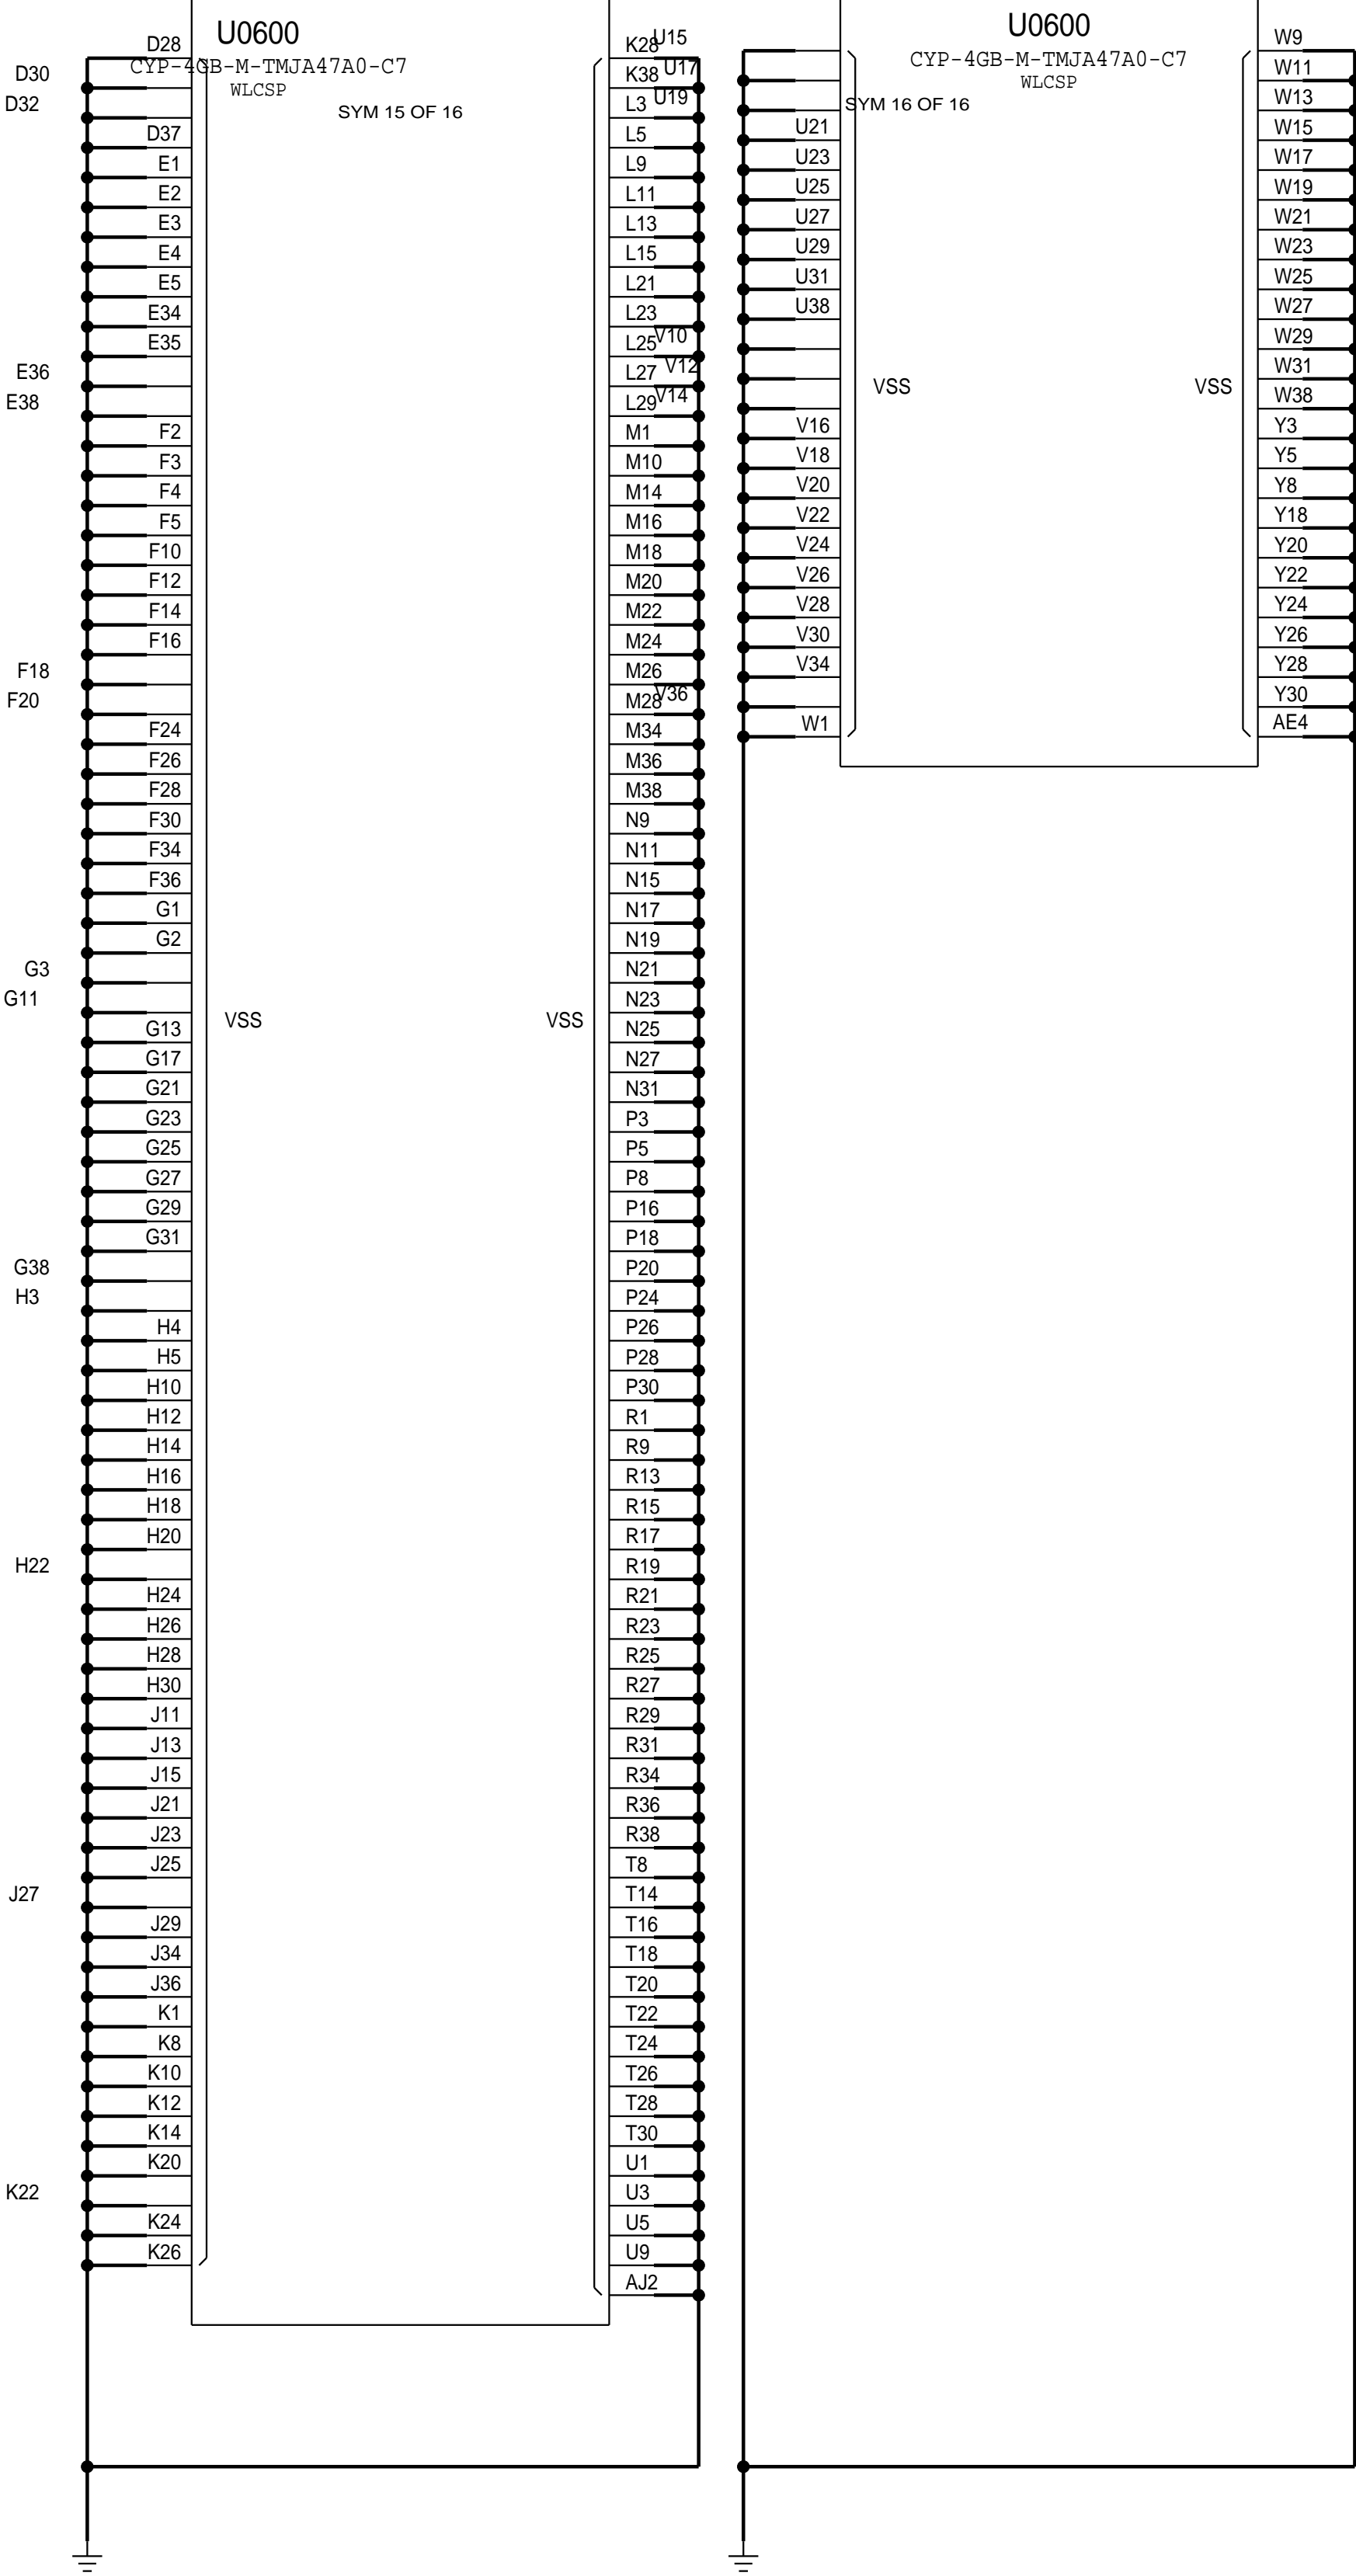 U0600
CYP-4GB-M-TMJA47A0-C7
WLCSP
SYM 15 OF 16
D28
D30
D32
D37
E1
E2
E3
E4
E5
E34
E35
E36
E38
F2
F3
F4
F5
F10
F12
F14
F16
F18
F20
F24
F26
F28
F30
F34
F36
G1
G2
G3
G11
G13
G17
G21
G23
G25
G27
G29
G31
G38
H3
H4
H5
H10
H12
H14
H16
H18
H20
H22
H24
H26
H28
H30
J11
J13
J15
J21
J23
J25
J27
J29
J34
J36
K1
K8
K10
K12
K14
K20
K22
K24
K26
VSS
VSS
K28
K38
L3
L5
L9
L11
L13
L15
L21
L23
L25
L27
L29
M1
M10
M14
M16
M18
M20
M22
M24
M26
M28
M34
M36
M38
N9
N11
N15
N17
N19
N21
N23
N25
N27
N31
P3
P5
P8
P16
P18
P20
P24
P26
P28
P30
R1
R9
R13
R15
R17
R19
R21
R23
R25
R27
R29
R31
R34
R36
R38
T8
T14
T16
T18
T20
T22
T24
T26
T28
T30
U1
U3
U5
U9
AJ2
U0600
CYP-4GB-M-TMJA47A0-C7
WLCSP
SYM 16 OF 16
U15
U17
U19
U21
U23
U25
U27
U29
U31
U38
V10
V12
V14
V16
V18
V20
V22
V24
V26
V28
V30
V34
V36
W1
VSS
VSS
W9
W11
W13
W15
W17
W19
W21
W23
W25
W27
W29
W31
W38
Y3
Y5
Y8
Y18
Y20
Y22
Y24
Y26
Y28
Y30
AE4